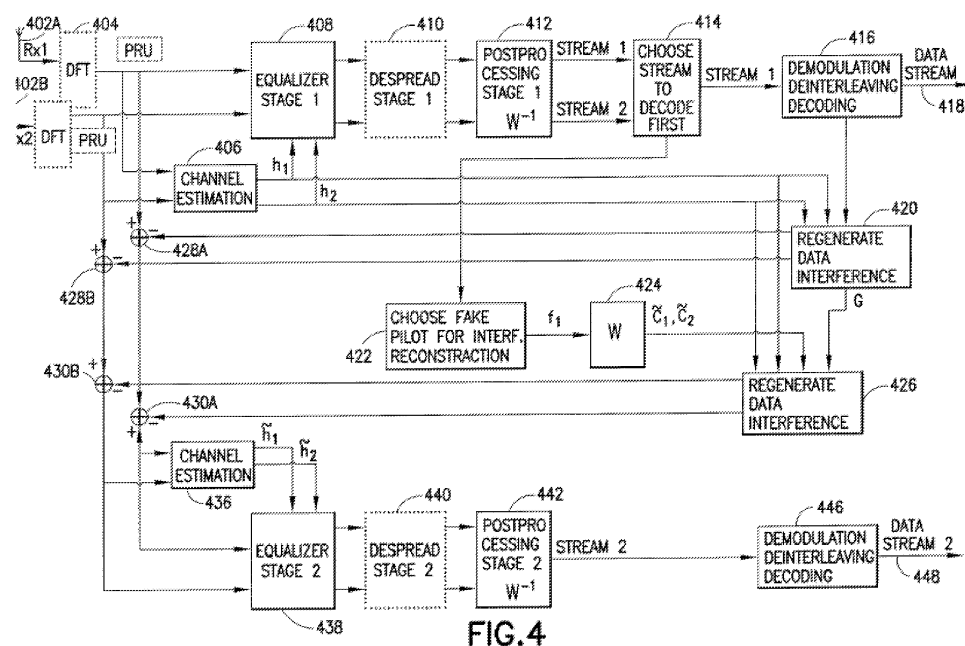 402A
404
Rx1
PRU
DFT
402B
x2
DFT
PRU
408
EQUALIZER
STAGE 1
410
DESPREAD
STAGE 1
412
POSTPRO
CESSING
STAGE 1
W⁻¹
STREAM 1
STREAM 2
414
CHOOSE
STREAM
TO
DECODE
FIRST
STREAM 1
416
DEMODULATION
DEINTERLEAVING
DECODING
DATA
STREAM
418
406
CHANNEL
ESTIMATION
h₁
h₂
+
-
428A
+
-
428B
420
REGENERATE
DATA
INTERFERENCE
G
422
CHOOSE FAKE
PILOT FOR INTERF.
RECONSTRACTION
f₁
424
W
C̃₁,C̃₂
426
REGENERATE
DATA
INTERFERENCE
+
-
430B
430A
+
-
CHANNEL
ESTIMATION
436
h̃₁
h̃₂
EQUALIZER
STAGE 2
438
440
DESPREAD
STAGE 2
442
POSTPRO
CESSING
STAGE 2
W⁻¹
STREAM 2
446
DEMODULATION
DEINTERLEAVING
DECODING
DATA
STREAM 2
448
FIG.4